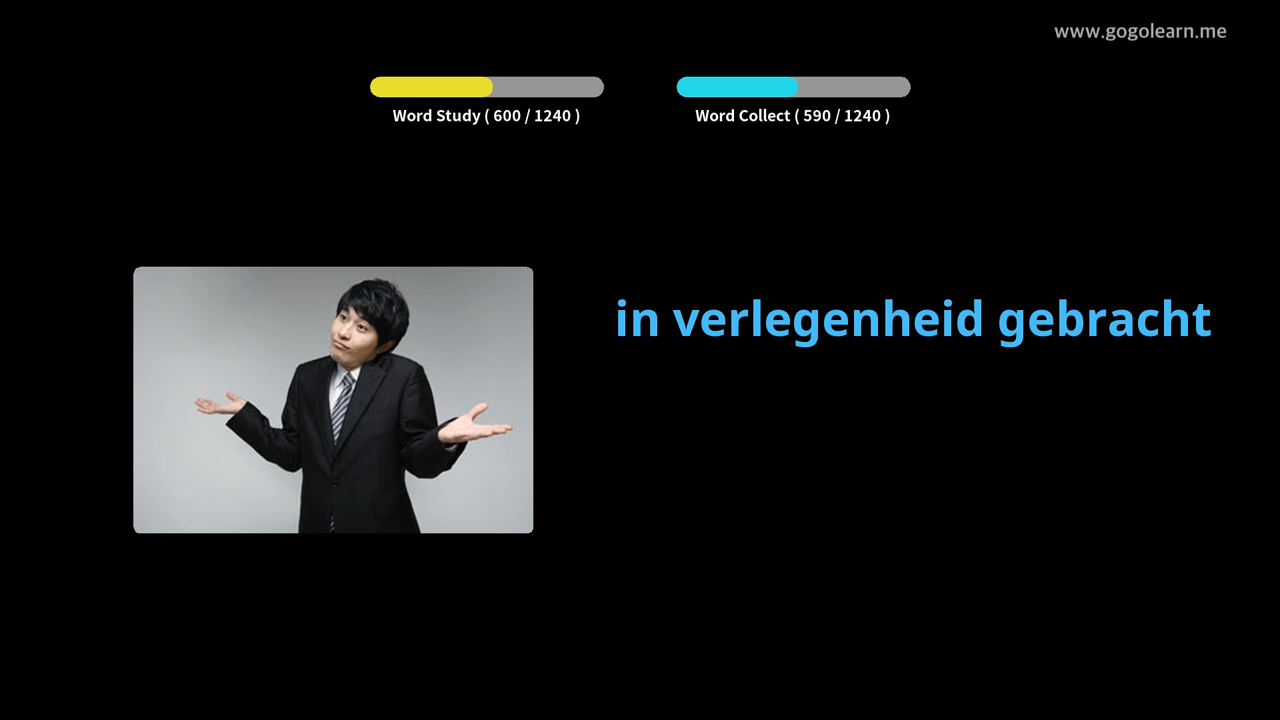 www.gogolearn.me
Word Study ( 600 / 1240 )
Word Collect ( 590 / 1240 )
in verlegenheid gebracht